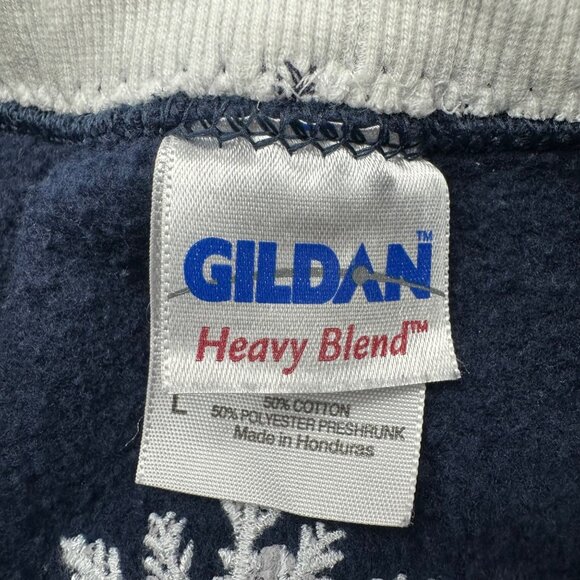 GILDAN™
Heavy Blend™
L
50% COTTON
50% POLYESTER PRESHRUNK
Made in Honduras